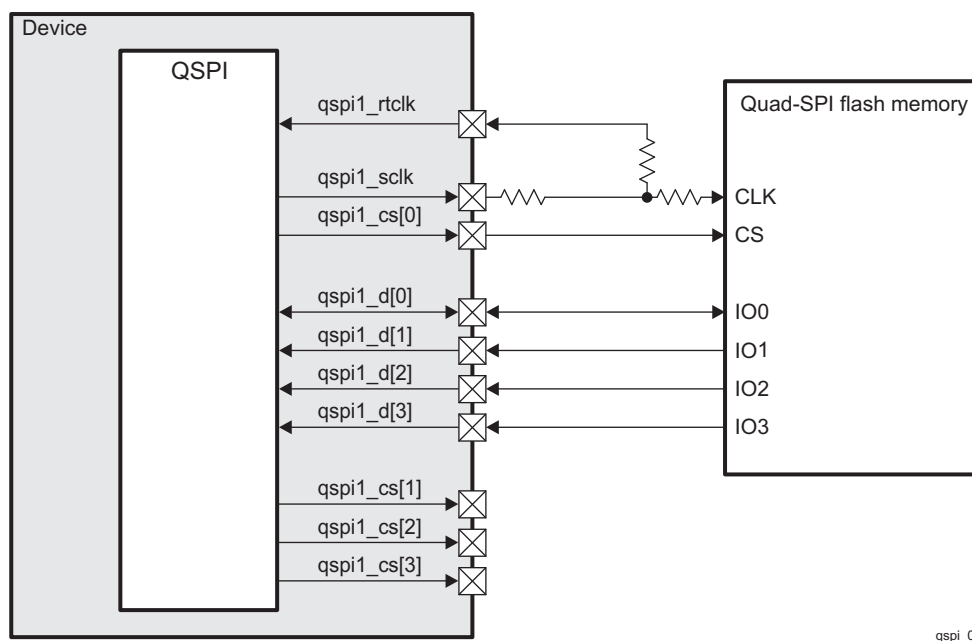 Device
QSPI
Quad-SPI flash memory
qspi1_rtclk
qspi1_sclk
CLK
qspi1_cs[0]
CS
qspi1_d[0]
IO0
qspi1_d[1]
IO1
qspi1_d[2]
IO2
qspi1_d[3]
IO3
qspi1_cs[1]
qspi1_cs[2]
qspi1_cs[3]